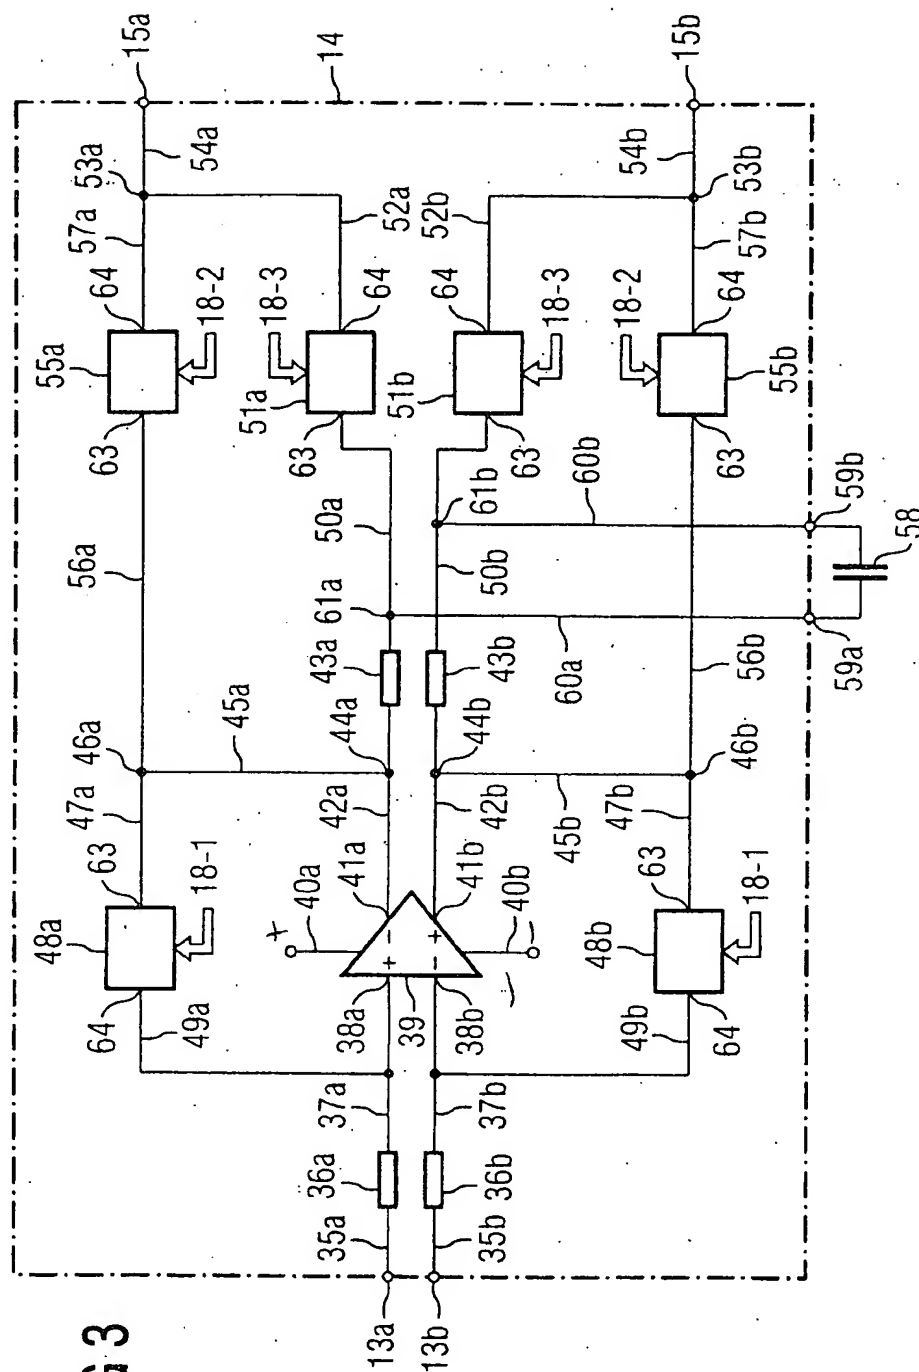 3
48a
55a
64
63
47a
46a
56a
63
64
57a
53a
15a
49a
18-1
45a
18-2
54a
18-3
51a
63
64
14
40a
+
13a
35a
36a
37a
38a
41a
42a
44a
43a
61a
50a
52a
+
-
39
-
+
13b
35b
36b
37b
38b
41b
42b
44b
43b
50b
61b
51b
63
64
52b
40b
-
18-3
45b
60a
60b
18-2
49b
48b
63
47b
56b
63
64
57b
54b
15b
64
18-1
46b
55b
53b
59a
59b
58